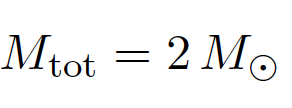 M_tot = 2 M_⊙